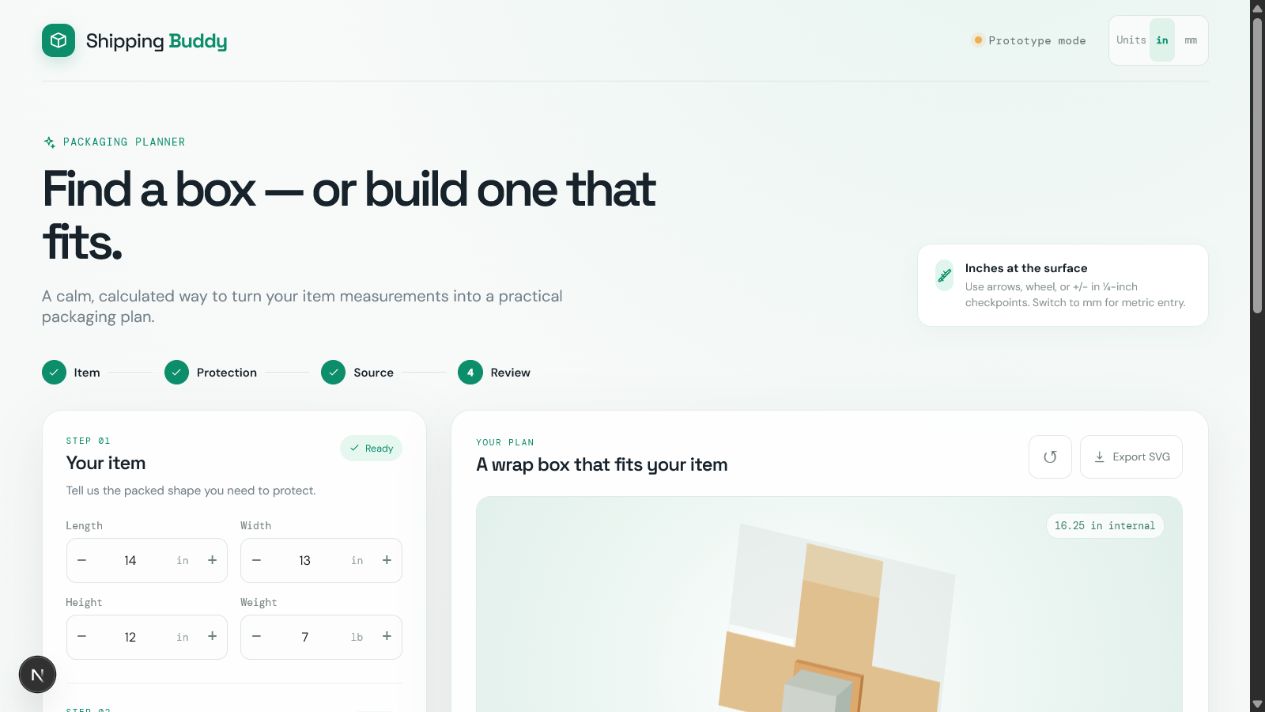 Shipping Buddy
Prototype mode
Units in mm
PACKAGING PLANNER
Find a box — or build one that
fits.
A calm, calculated way to turn your item measurements into a practical
packaging plan.
Inches at the surface
Use arrows, wheel, or +/− in ¼-inch
checkpoints. Switch to mm for metric entry.
Item
Protection
Source
4 Review
STEP 01
Your item
Ready
Tell us the packed shape you need to protect.
Length
− 14 in +
Width
− 13 in +
Height
− 12 in +
Weight
− 7 lb +
N
YOUR PLAN
A wrap box that fits your item
Export SVG
16.25 in internal